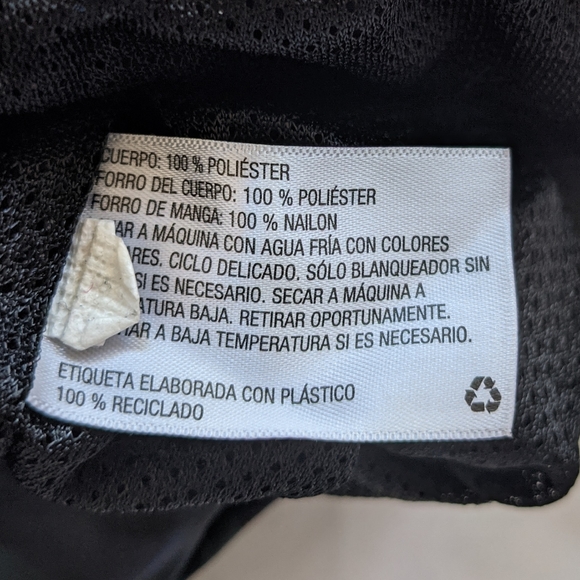 CUERPO: 100 % POLIÉSTER
FORRO DEL CUERPO: 100 % POLIÉSTER
FORRO DE MANGA: 100 % NAILON
A MÁQUINA CON AGUA FRÍA CON COLORES
CICLO DELICADO. SÓLO BLANQUEADOR SIN
SI ES NECESARIO. SECAR A MÁQUINA A
BAJA. RETIRAR OPORTUNAMENTE.
A BAJA TEMPERATURA SI ES NECESARIO.
ETIQUETA ELABORADA CON PLÁSTICO
100 % RECICLADO